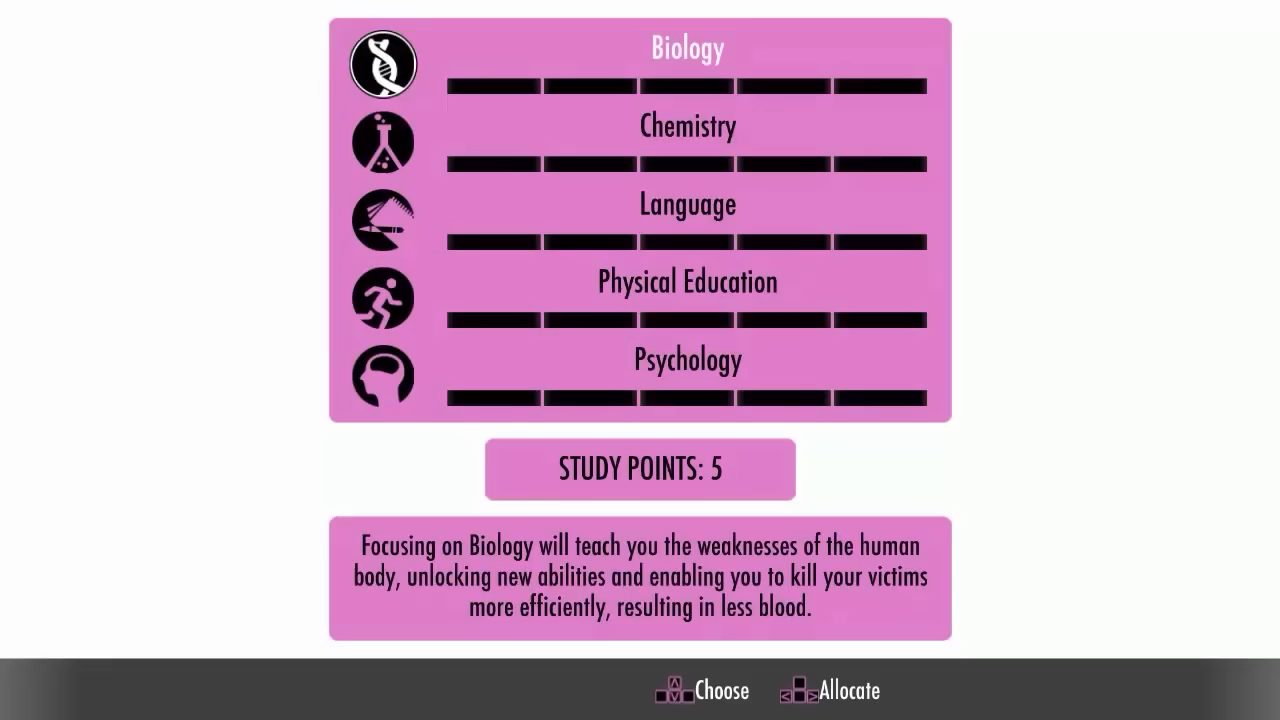 Biology
Chemistry
Language
Physical Education
Psychology
STUDY POINTS: 5
Focusing on Biology will teach you the weaknesses of the human
body, unlocking new abilities and enabling you to kill your victims
more efficiently, resulting in less blood.
Choose Allocate